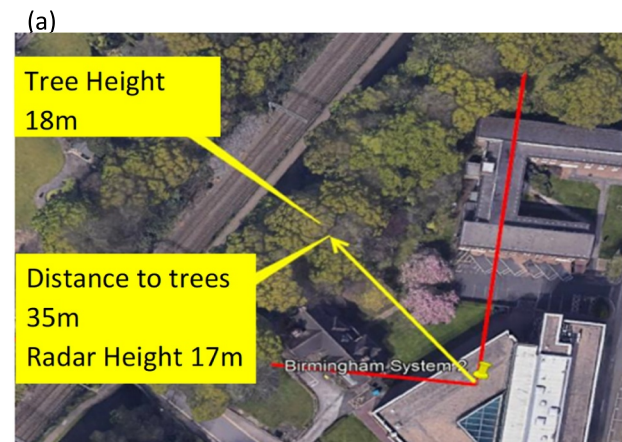 (a)
Tree Height
18m
Distance to trees
35m
Radar Height 17m
Birmingham System 2